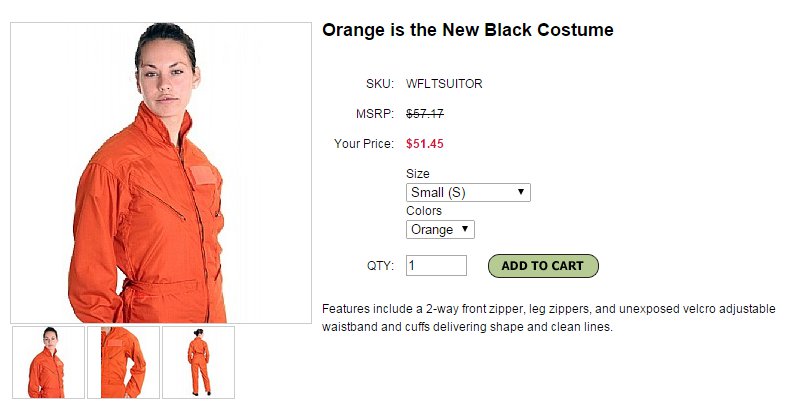 Orange is the New Black Costume
SKU: WFLTSUITOR
MSRP: $57.17
Your Price: $51.45
Size
Small (S)
Colors
Orange
QTY: 1 ADD TO CART
Features include a 2-way front zipper, leg zippers, and unexposed velcro adjustable
waistband and cuffs delivering shape and clean lines.